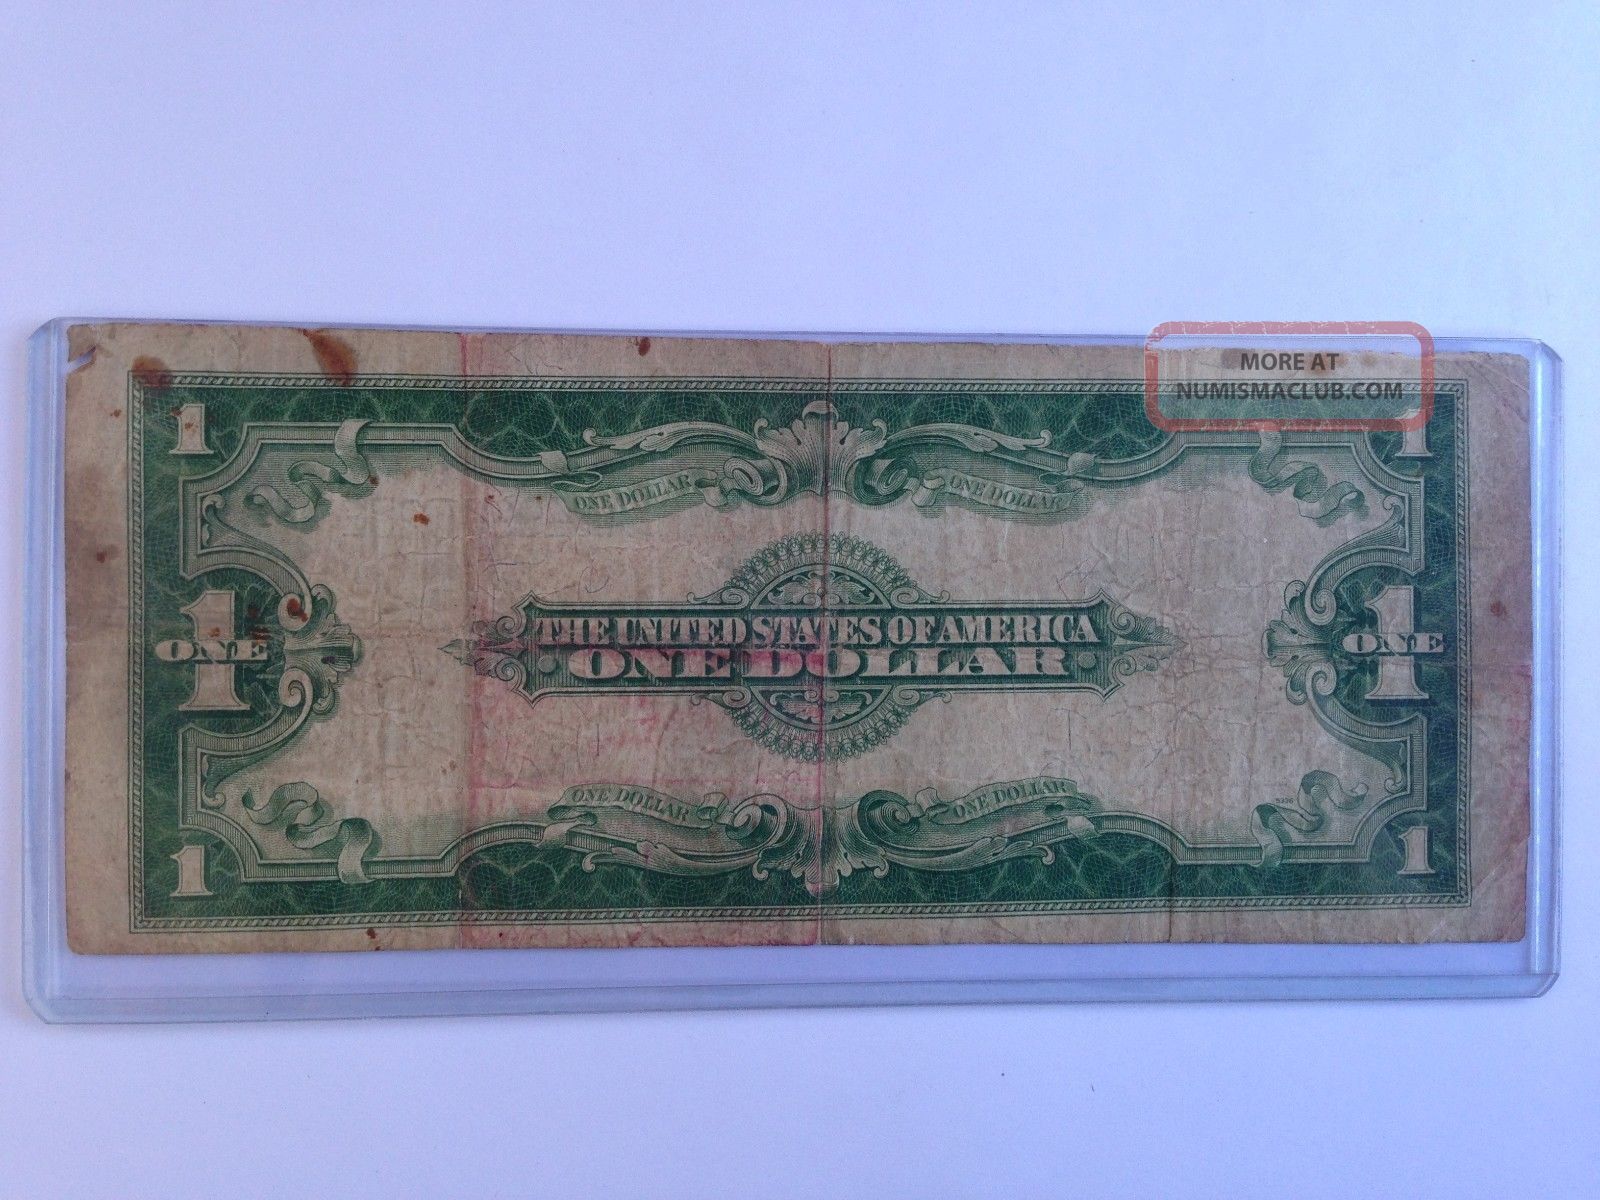 MORE AT
NUMISMACLUB.COM
1
1
ONE DOLLAR
ONE DOLLAR
1
ONE
THE UNITED STATES OF AMERICA
ONE DOLLAR
1
ONE
ONE DOLLAR
ONE DOLLAR
1
1